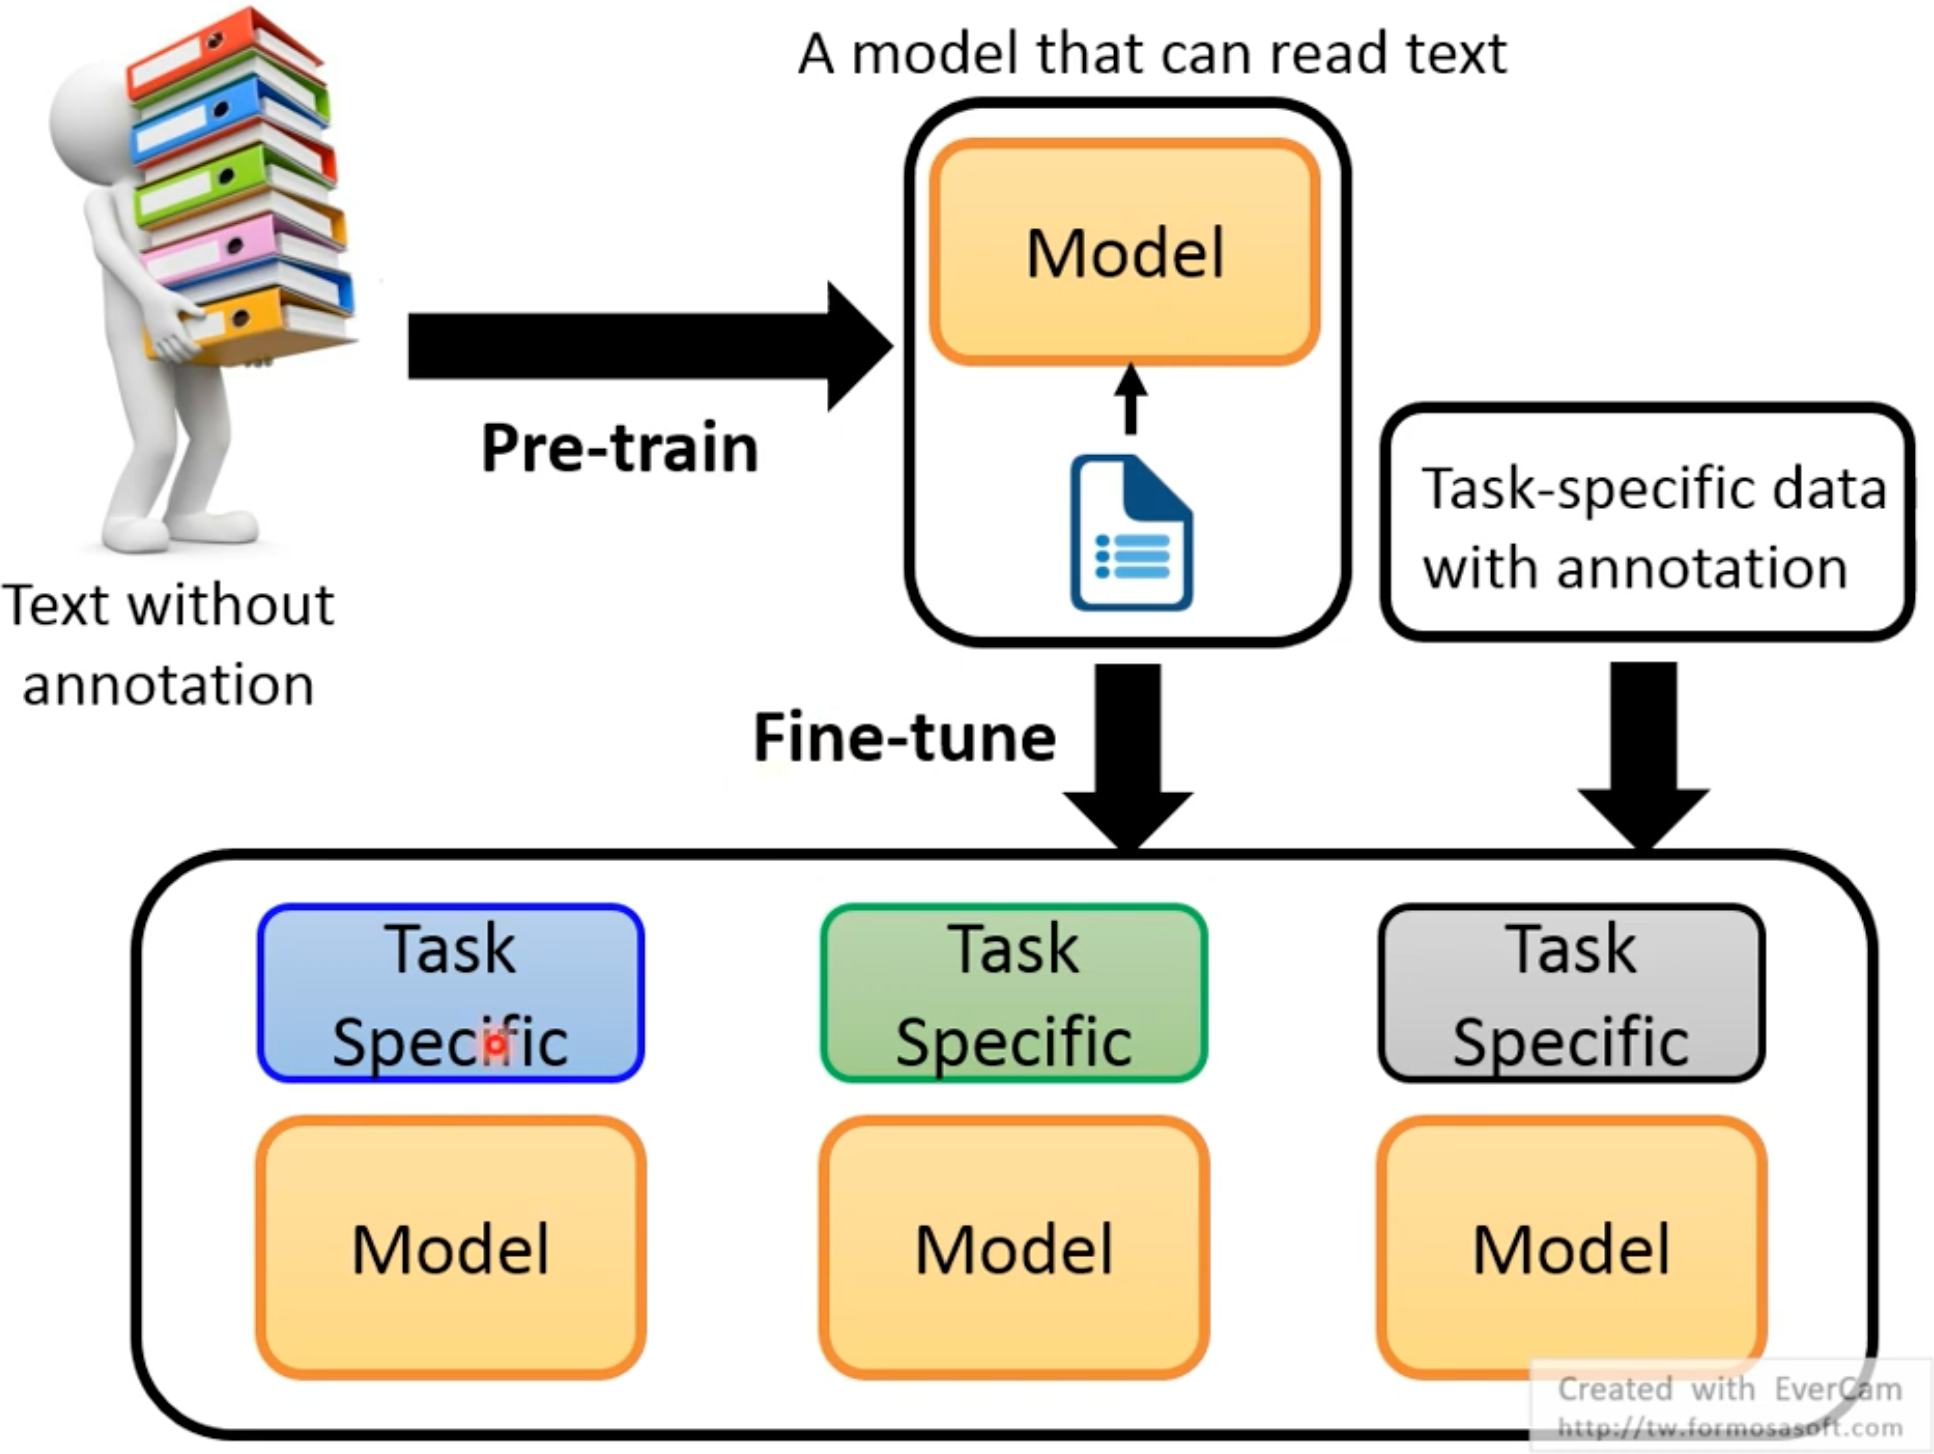 A model that can read text
Model
Pre-train
Text without
annotation
Task-specific data
with annotation
Fine-tune
Task
Specific
Task
Specific
Task
Specific
Model
Model
Model
Created with EverCam
http://tw.formosasoft.com